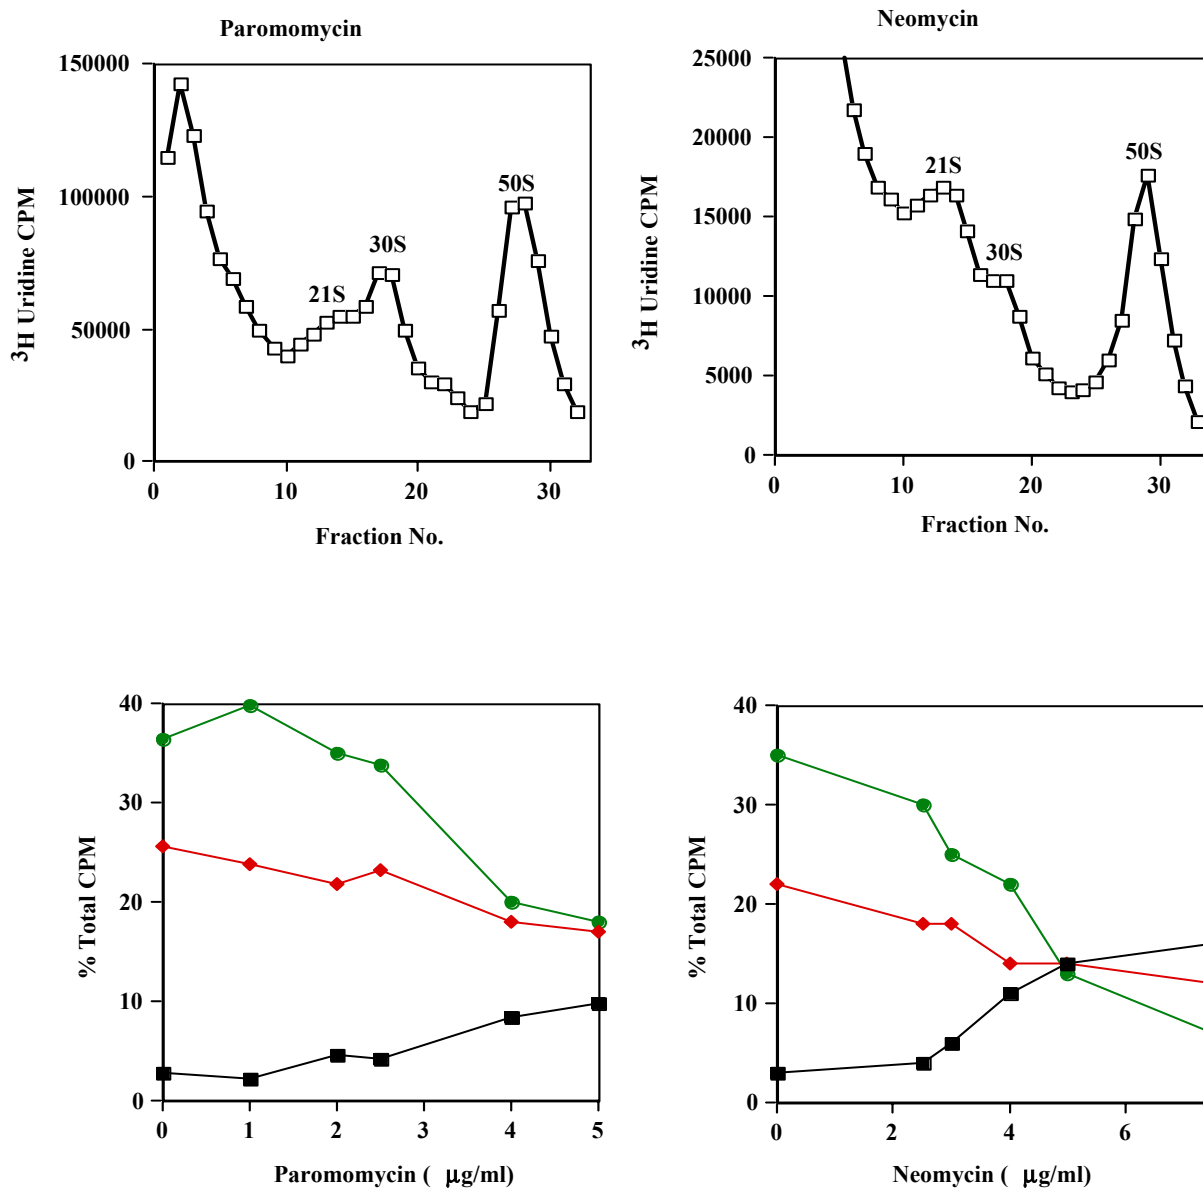 Paromomycin
150000
100000
50000
0
³H Uridine CPM
21S
30S
50S
0 10 20 30
Fraction No.
Neomycin
25000
20000
15000
10000
5000
0
³H Uridine CPM
21S
30S
50S
0 10 20 30
Fraction No.
40
30
20
10
0
% Total CPM
0 1 2 3 4 5
Paromomycin ( μg/ml)
40
30
20
10
0
% Total CPM
0 2 4 6
Neomycin ( μg/ml)